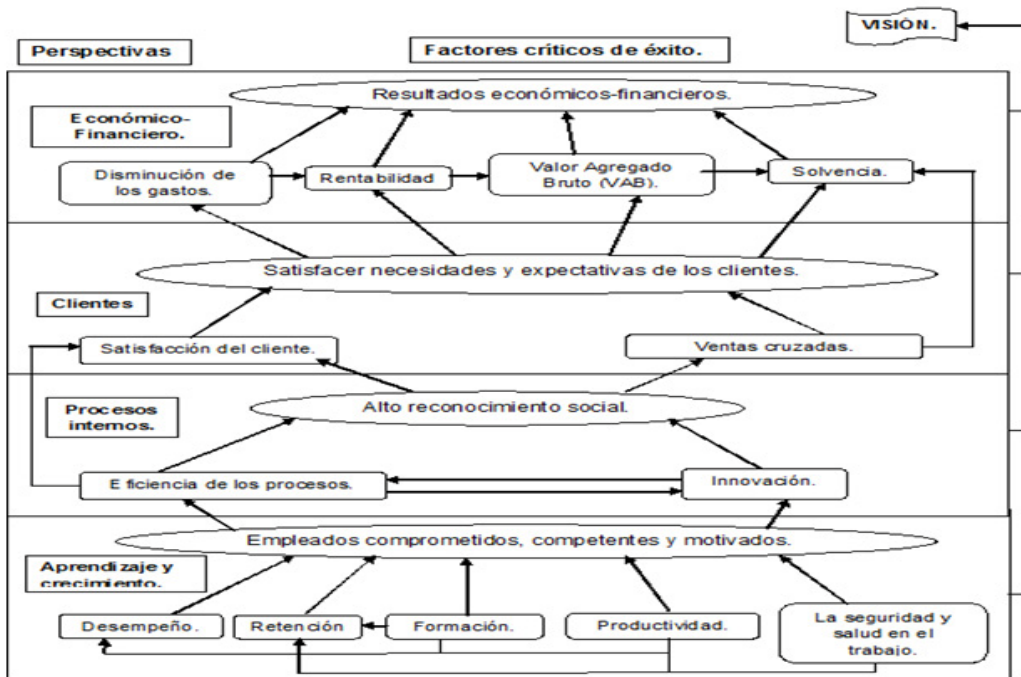 VISIÓN.
Perspectivas
Factores críticos de éxito.
Resultados económicos-financieros.
Económico-
Financiero.
Disminución de
los gastos.
Rentabilidad
Valor Agregado
Bruto (VAB).
Solvencia.
Satisfacer necesidades y expectativas de los clientes.
Clientes
Satisfacción del cliente.
Ventas cruzadas.
Alto reconocimiento social.
Procesos
internos.
Eficiencia de los procesos.
Innovación.
Empleados comprometidos, competentes y motivados.
Aprendizaje y
crecimiento.
Desempeño.
Retención
Formación.
Productividad.
La seguridad y
salud en el
trabajo.